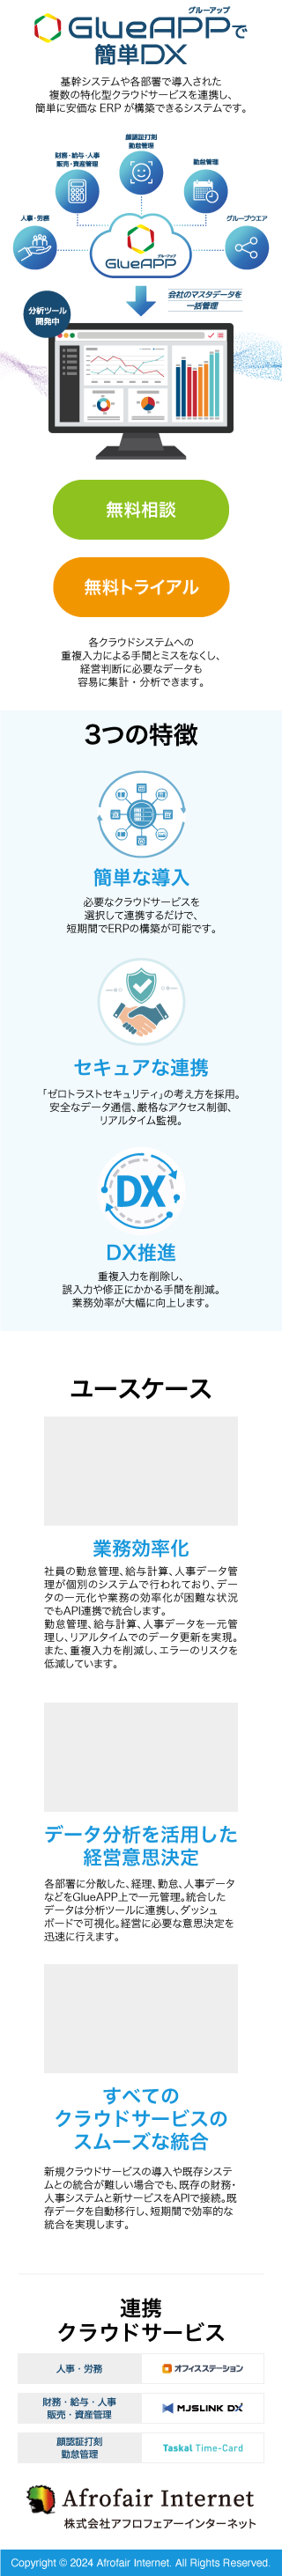 グルーアップ
GlueAPPで
簡単DX
基幹システムや各部署で導入された
複数の特化型クラウドサービスを連携し、
簡単に安価な ERP が構築できるシステムです。
顔認証打刻
勤怠管理
財務・給与・人事
販売・資産管理
勤怠管理
人事・労務
グループウエア
グルーアップ
GlueAPP
会社のマスタデータを
一括管理
分析ツール
開発中
無料相談
無料トライアル
各クラウドシステムへの
重複入力による手間とミスをなくし、
経営判断に必要なデータも
容易に集計・分析できます。
3つの特徴
簡単な導入
必要なクラウドサービスを
選択して連携するだけで、
短期間でERPの構築が可能です。
セキュアな連携
「ゼロトラストセキュリティ」の考え方を採用。
安全なデータ通信、厳格なアクセス制御、
リアルタイム監視。
DX
DX推進
重複入力を削除し、
誤入力や修正にかかる手間を削減。
業務効率が大幅に向上します。
ユースケース
業務効率化
社員の勤怠管理、給与計算、人事データ管
理が個別のシステムで行われており、デー
タの一元化や業務の効率化が困難な状況
でもAPI連携で統合します。
勤怠管理、給与計算、人事データを一元管
理し、リアルタイムでのデータ更新を実現。
また、重複入力を削減し、エラーのリスクを
低減しています。
データ分析を活用した
経営意思決定
各部署に分散した、経理、勤怠、人事データ
などをGlueAPP上で一元管理。統合した
データは分析ツールに連携し、ダッシュ
ボードで可視化。経営に必要な意思決定を
迅速に行えます。
すべての
クラウドサービスの
スムーズな統合
新規クラウドサービスの導入や既存システ
ムとの統合が難しい場合でも、既存の財務・
人事システムと新サービスをAPIで接続。既
存データを自動移行し、短期間で効率的な
統合を実現します。
連携
クラウドサービス
人事・労務
オフィスステーション
財務・給与・人事
販売・資産管理
MJSLINK DX
顔認証打刻
勤怠管理
Taskal Time-Card
Afrofair Internet
株式会社アフロフェアーインターネット
Copyright © 2024 Afrofair Internet. All Rights Reserved.